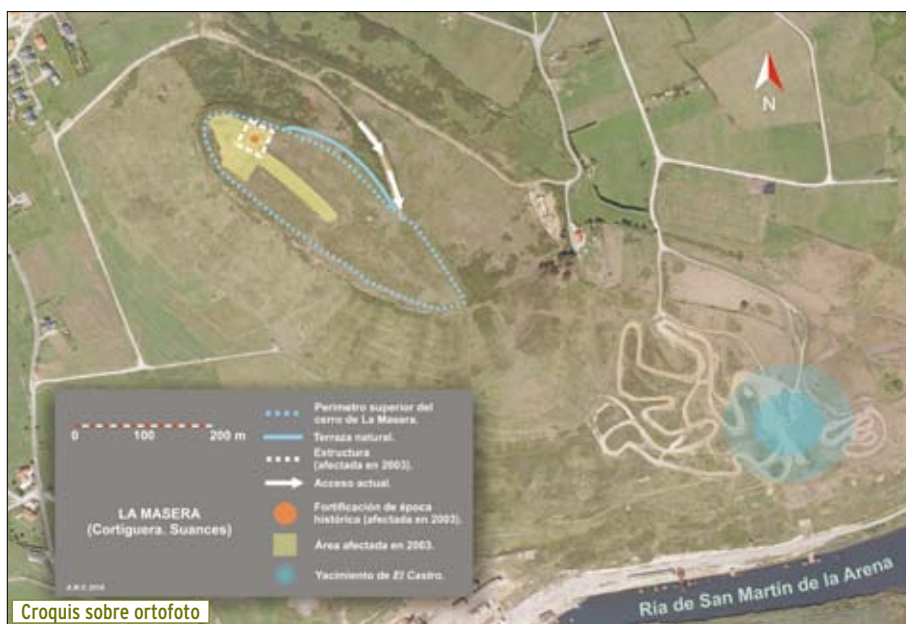 N
Perímetro superior del
cerro de La Masera.
0 100 200 m
Terraza natural.
Estructura
(afectada en 2003).
Acceso actual.
LA MASERA
(Cortiguera. Suances)
Fortificación de época
histórica (afectada en 2003).
Área afectada en 2003.
Yacimiento de El Castro.
Ría de San Martín de la Arena
Croquis sobre ortofoto